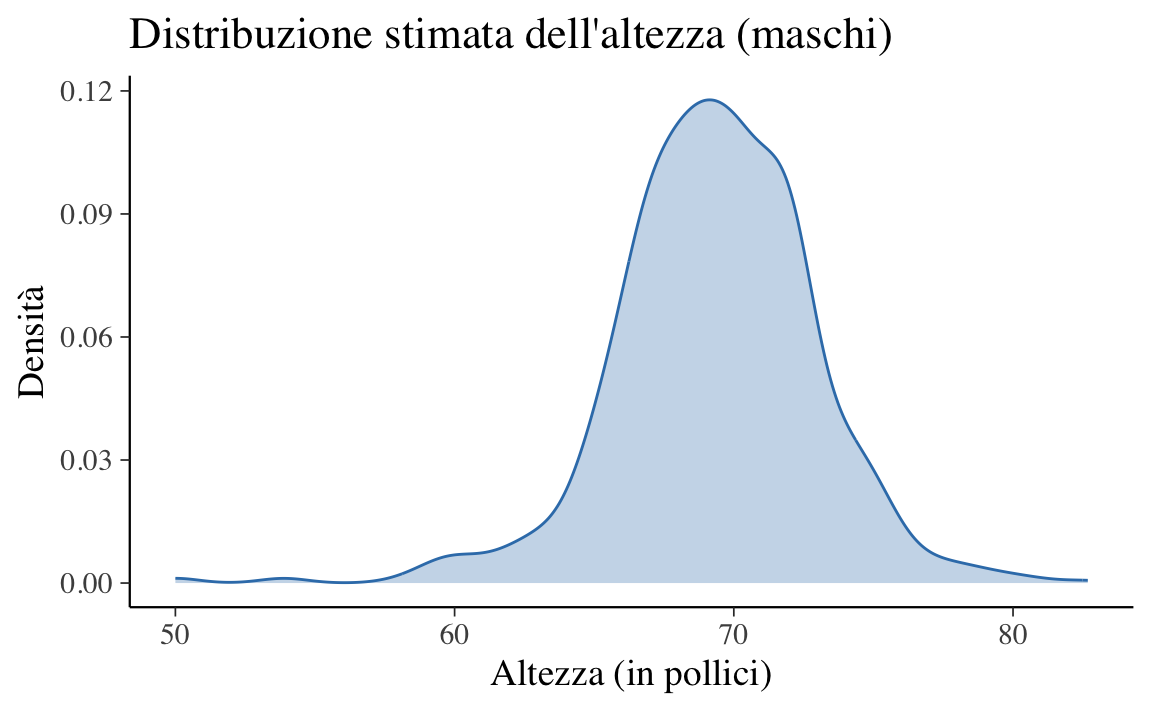 Distribuzione stimata dell'altezza (maschi)
Densità
0.12
0.09
0.06
0.03
0.00
50 60 70 80
Altezza (in pollici)